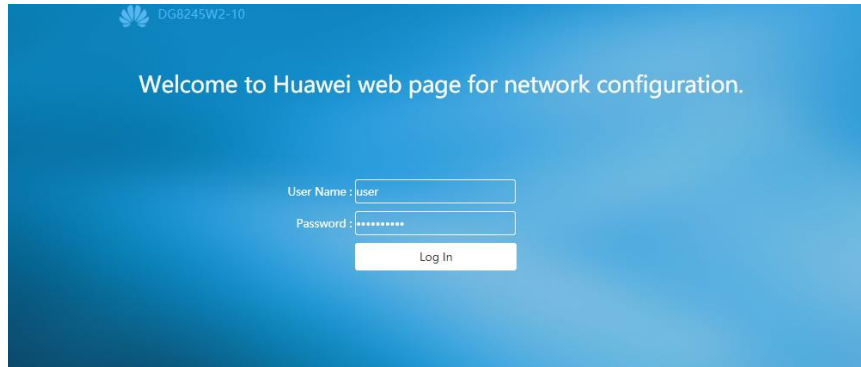 DG8245W2-10
Welcome to Huawei web page for network configuration.
User Name : user
Password : ••••••••••
Log In